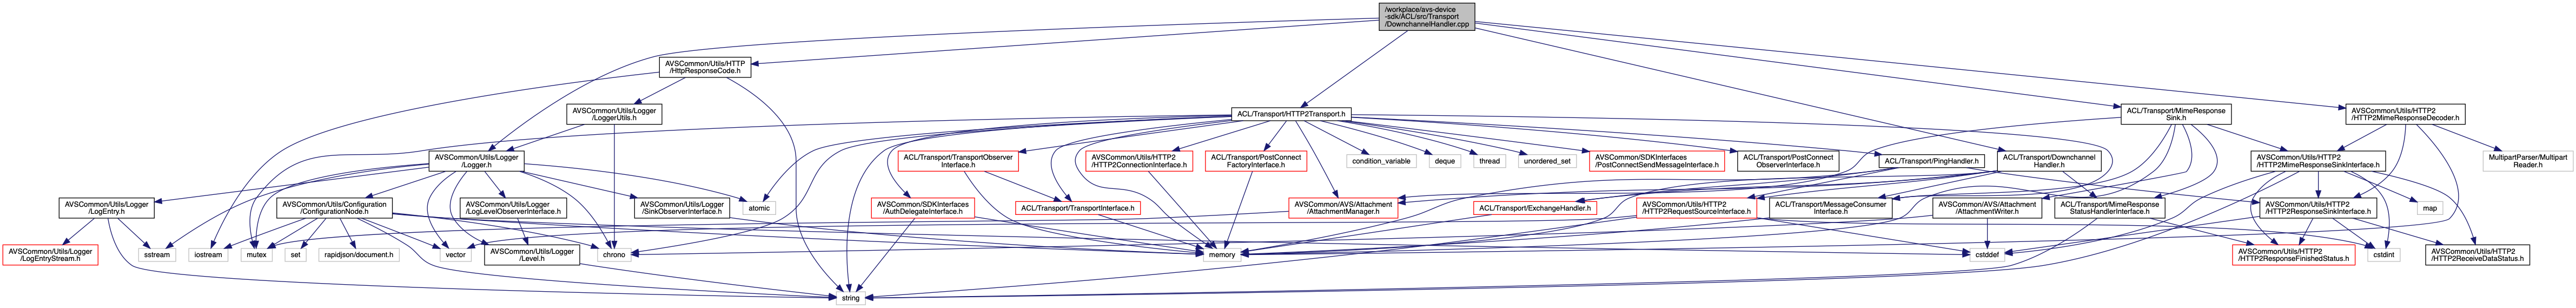 /workplace/avs-device
-sdk/ACL/src/Transport
/DownchannelHandler.cpp
AVSCommon/Utils/HTTP
/HttpResponseCode.h
AVSCommon/Utils/Logger
/LoggerUtils.h
ACL/Transport/HTTP2Transport.h
ACL/Transport/MimeResponse
Sink.h
AVSCommon/Utils/HTTP2
/HTTP2MimeResponseDecoder.h
AVSCommon/Utils/Logger
/Logger.h
ACL/Transport/TransportObserver
Interface.h
AVSCommon/Utils/HTTP2
/HTTP2ConnectionInterface.h
ACL/Transport/PostConnect
FactoryInterface.h
condition_variable
deque
thread
unordered_set
AVSCommon/SDKInterfaces
/PostConnectSendMessageInterface.h
ACL/Transport/PostConnect
ObserverInterface.h
ACL/Transport/PingHandler.h
ACL/Transport/Downchannel
Handler.h
AVSCommon/Utils/HTTP2
/HTTP2MimeResponseSinkInterface.h
MultipartParser/Multipart
Reader.h
AVSCommon/Utils/Logger
/LogEntry.h
AVSCommon/Utils/Configuration
/ConfigurationNode.h
AVSCommon/Utils/Logger
/LogLevelObserverInterface.h
AVSCommon/Utils/Logger
/SinkObserverInterface.h
atomic
AVSCommon/SDKInterfaces
/AuthDelegateInterface.h
ACL/Transport/TransportInterface.h
AVSCommon/AVS/Attachment
/AttachmentManager.h
ACL/Transport/ExchangeHandler.h
AVSCommon/Utils/HTTP2
/HTTP2RequestSourceInterface.h
ACL/Transport/MessageConsumer
Interface.h
AVSCommon/AVS/Attachment
/AttachmentWriter.h
ACL/Transport/MimeResponse
StatusHandlerInterface.h
AVSCommon/Utils/HTTP2
/HTTP2ResponseSinkInterface.h
map
AVSCommon/Utils/Logger
/LogEntryStream.h
sstream
iostream
mutex
set
rapidjson/document.h
vector
AVSCommon/Utils/Logger
/Level.h
chrono
memory
cstddef
AVSCommon/Utils/HTTP2
/HTTP2ResponseFinishedStatus.h
cstdint
AVSCommon/Utils/HTTP2
/HTTP2ReceiveDataStatus.h
string